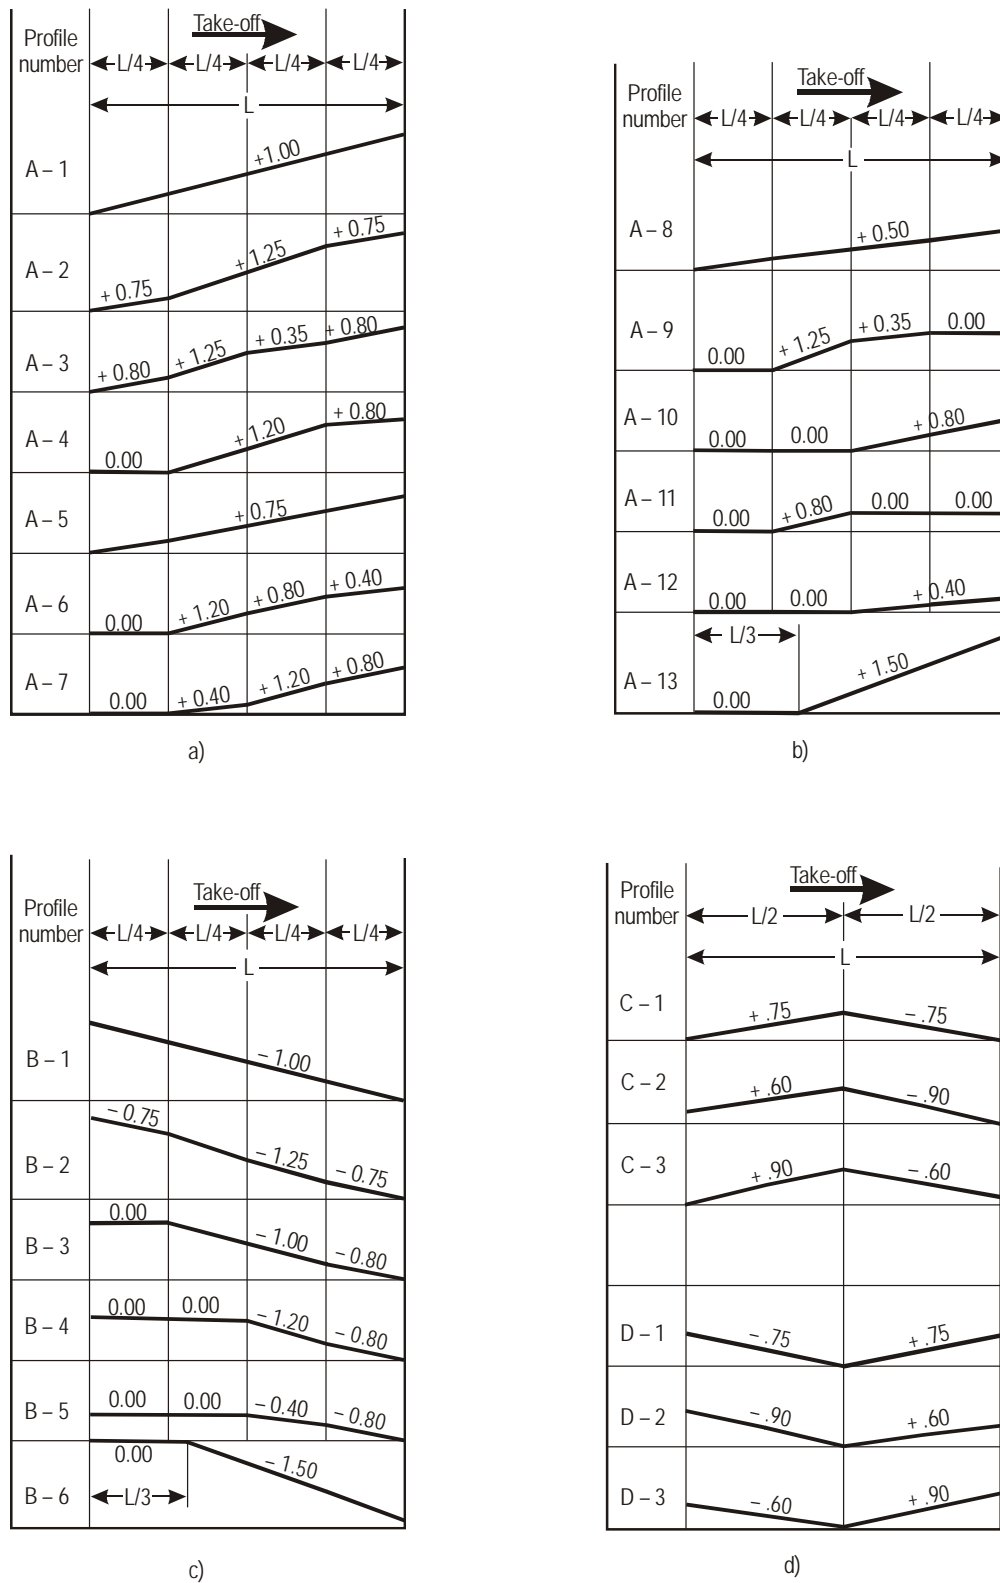 Take-off
Profile
number
L/4 L/4 L/4 L/4
L
A – 1
+1.00
A – 2
+ 0.75
+ 1.25
+ 0.75
A – 3
+ 0.80
+ 1.25
+ 0.35
+ 0.80
A – 4
0.00
+ 1.20
+ 0.80
A – 5
+ 0.75
A – 6
0.00
+ 1.20
+ 0.80
+ 0.40
A – 7
0.00
+ 0.40
+ 1.20
+ 0.80
a)
Take-off
Profile
number
L/4 L/4 L/4 L/4
L
A – 8
+ 0.50
A – 9
0.00
+ 1.25
+ 0.35
0.00
A – 10
0.00
0.00
+ 0.80
A – 11
0.00
+ 0.80
0.00
0.00
A – 12
0.00
0.00
+ 0.40
L/3
A – 13
0.00
+ 1.50
b)
Take-off
Profile
number
L/4 L/4 L/4 L/4
L
B – 1
– 1.00
B – 2
– 0.75
– 1.25
– 0.75
B – 3
0.00
– 1.00
– 0.80
B – 4
0.00
0.00
– 1.20
– 0.80
B – 5
0.00
0.00
– 0.40
– 0.80
B – 6
0.00
– 1.50
L/3
c)
Take-off
Profile
number
L/2 L/2
L
C – 1
+ .75
– .75
C – 2
+ .60
– .90
C – 3
+ .90
– .60
D – 1
– .75
+ .75
D – 2
– .90
+ .60
D – 3
– .60
+ .90
d)